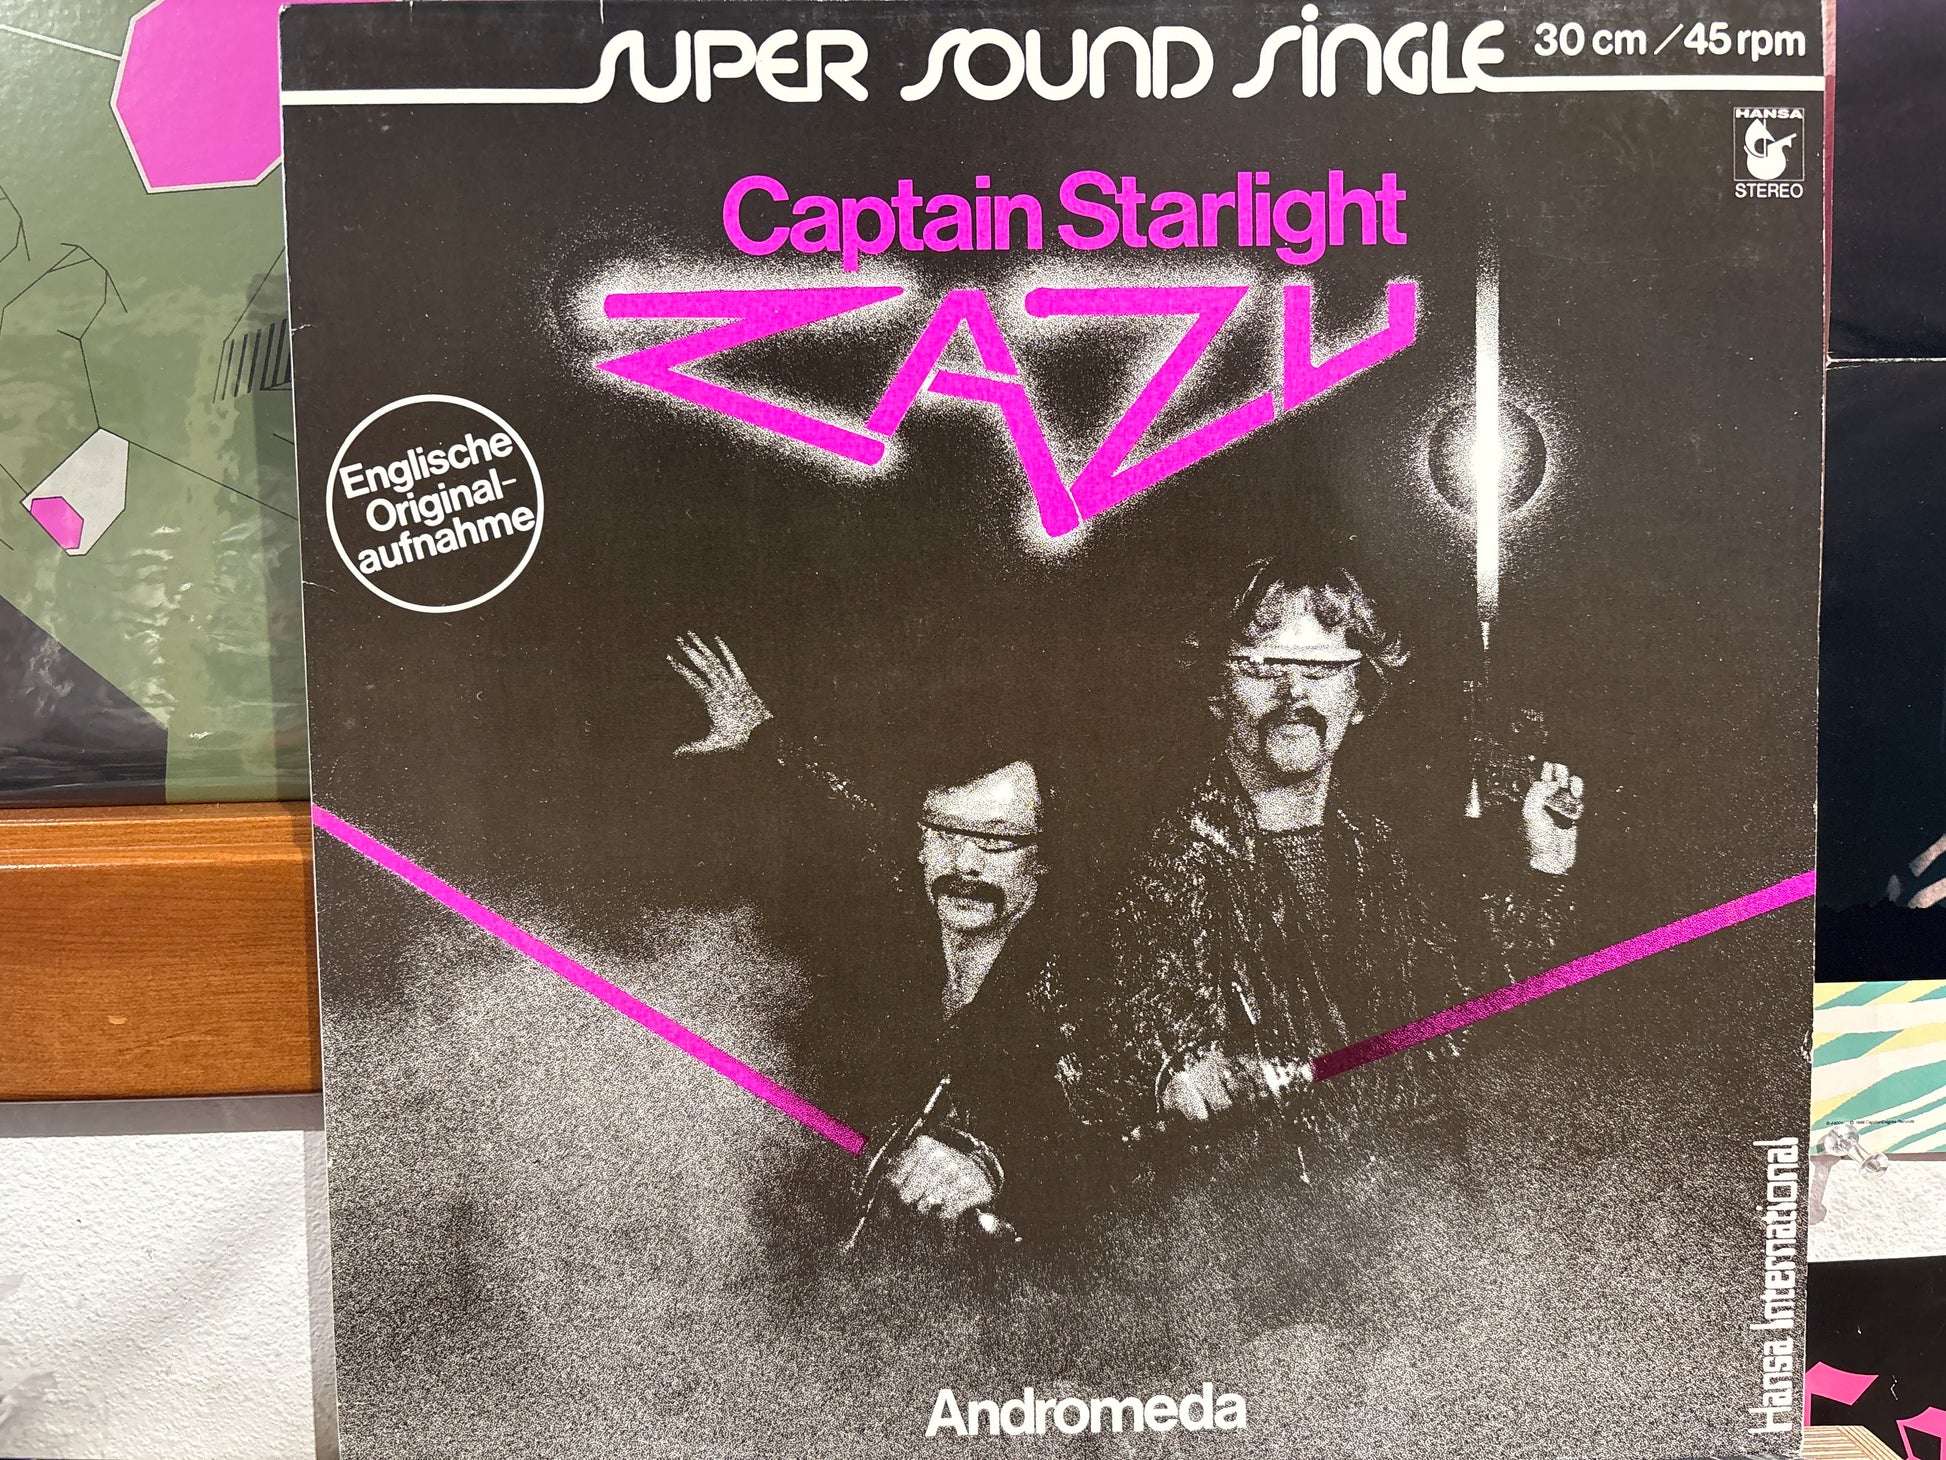 SUPER SOUND SINGLE 30 cm /45 rpm
HANSA
STEREO
Captain Starlight
ZAZU
Englische
Original-
aufnahme
Andromeda
Hansa International